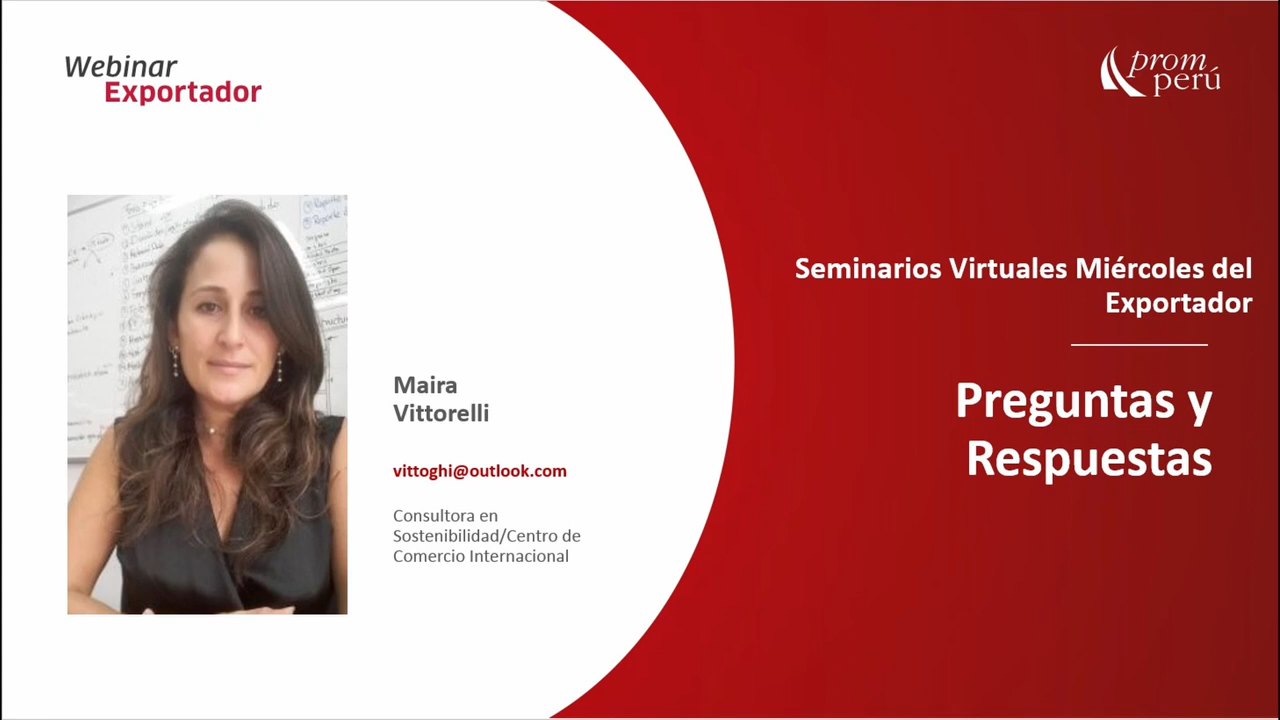 Webinar
Exportador
prom
perú
Seminarios Virtuales Miércoles del
Exportador
Preguntas y
Respuestas
Maira
Vittorelli
vittoghi@outlook.com
Consultora en
Sostenibilidad/Centro de
Comercio Internacional